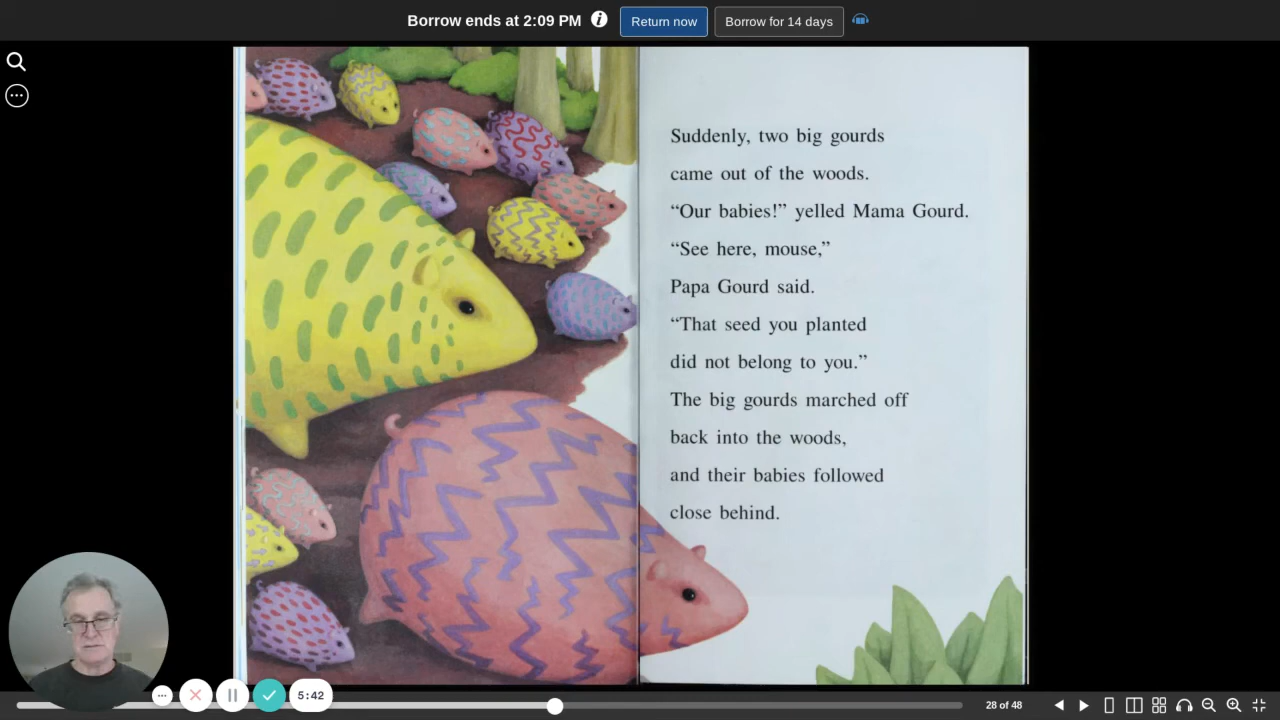 Borrow ends at 2:09 PM
Return now
Borrow for 14 days
Suddenly, two big gourds
came out of the woods.
“Our babies!” yelled Mama Gourd.
“See here, mouse,”
Papa Gourd said.
“That seed you planted
did not belong to you.”
The big gourds marched off
back into the woods,
and their babies followed
close behind.
5:42
28 of 48